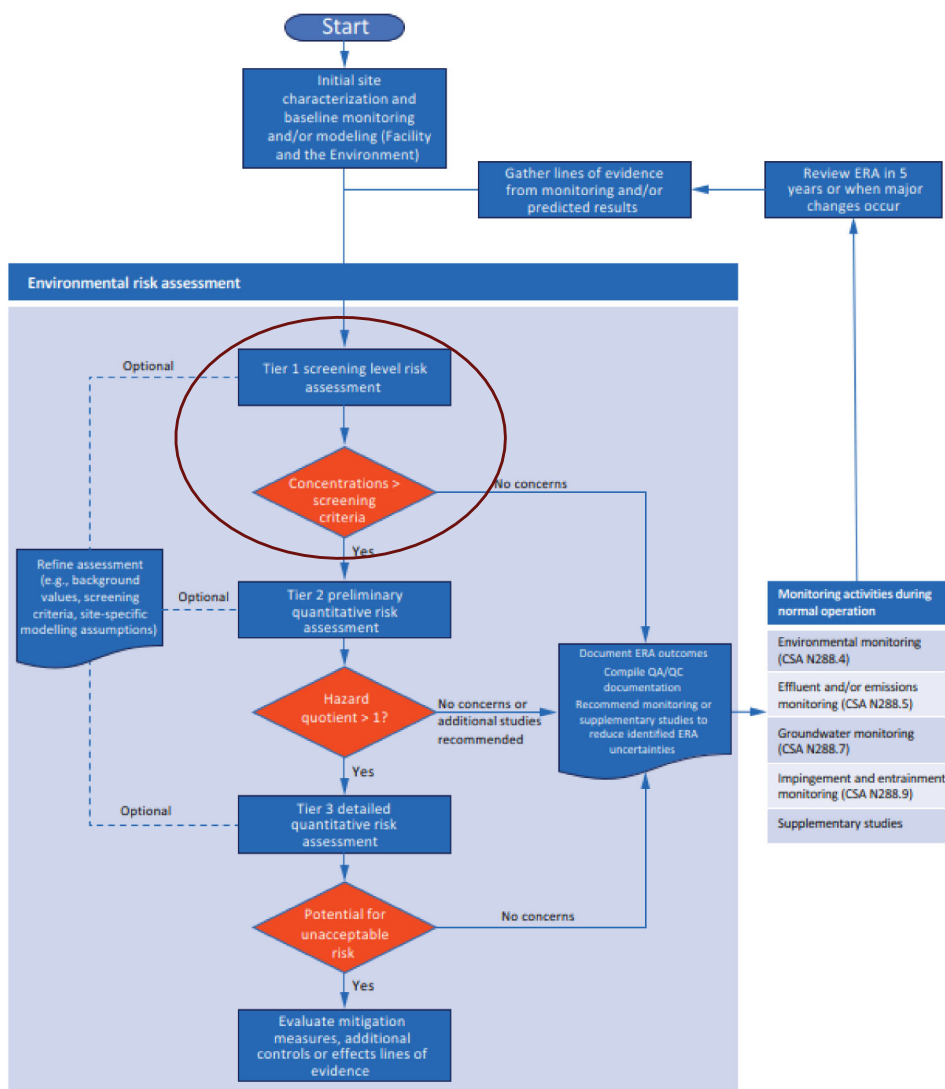 Start
Initial site
characterization and
baseline monitoring
and/or modeling (Facility
and the Environment)
Gather lines of evidence
from monitoring and/or
predicted results
Review ERA in 5
years or when major
changes occur
Environmental risk assessment
Optional
Tier 1 screening level risk
assessment
Concentrations >
screening
criteria
No concerns
Yes
Refine assessment
(e.g., background
values, screening
criteria, site-specific
modelling assumptions)
Optional
Tier 2 preliminary
quantitative risk
assessment
Hazard
quotient > 1?
No concerns or
additional studies
recommended
Document ERA outcomes
Compile QA/QC
documentation
Recommend monitoring or
supplementary studies to
reduce identified ERA
uncertainties
Monitoring activities during
normal operation
Environmental monitoring
(CSA N288.4)
Effluent and/or emissions
monitoring (CSA N288.5)
Groundwater monitoring
(CSA N288.7)
Impingement and entrainment
monitoring (CSA N288.9)
Supplementary studies
Yes
Optional
Tier 3 detailed
quantitative risk
assessment
Potential for
unacceptable
risk
No concerns
Yes
Evaluate mitigation
measures, additional
controls or effects lines of
evidence